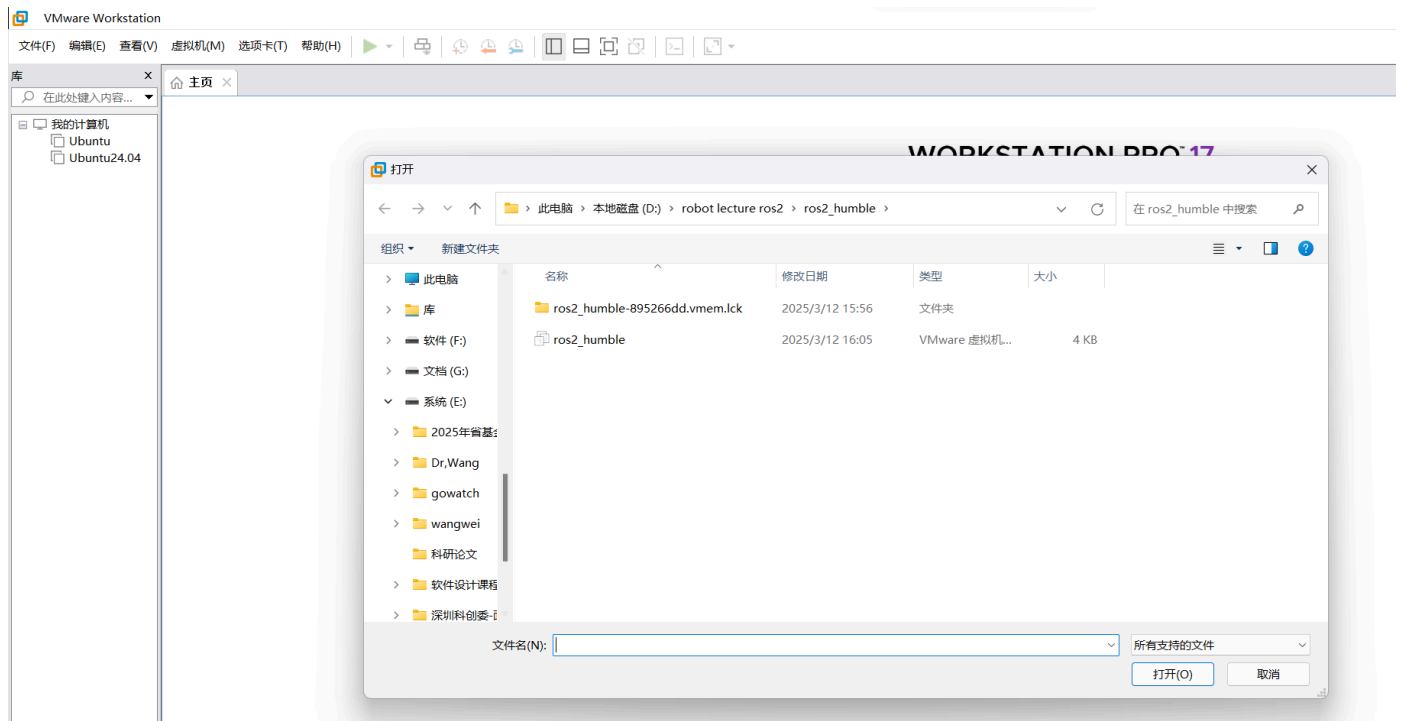 VMware Workstation
文件(F) 编辑(E) 查看(V) 虚拟机(M) 选项卡(T) 帮助(H)
库 x
主页
在此处键入内容...
我的计算机
Ubuntu
Ubuntu24.04
WORKSTATION PRO™ 17
打开
此电脑 › 本地磁盘 (D:) › robot lecture ros2 › ros2_humble ›
在 ros2_humble 中搜索
组织 新建文件夹
名称 修改日期 类型 大小
此电脑
库
软件 (F:)
文档 (G:)
系统 (E:)
2025年省基金
Dr,Wang
gowatch
wangwei
科研论文
软件设计课程
深圳科创委-面
ros2_humble-895266dd.vmem.lck 2025/3/12 15:56 文件夹
ros2_humble 2025/3/12 16:05 VMware 虚拟机... 4 KB
文件名(N): 所有支持的文件
打开(O) 取消